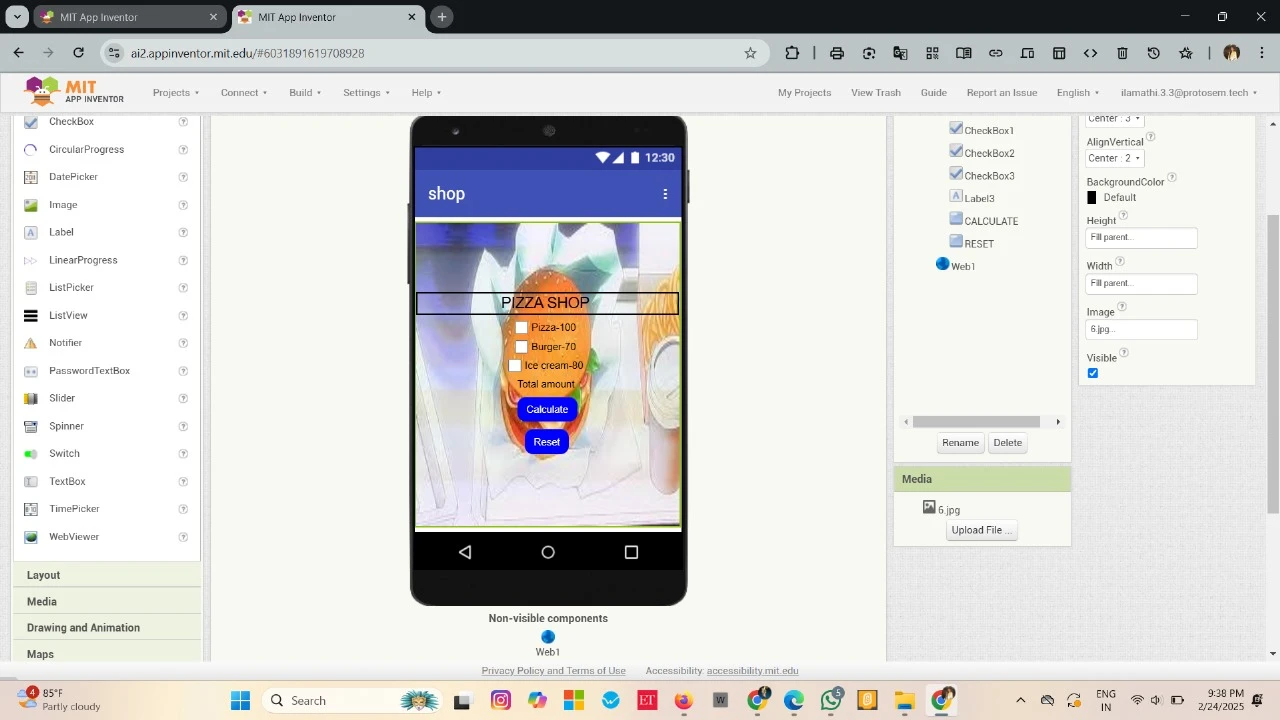 MIT App Inventor
MIT App Inventor
ai2.appinventor.mit.edu/#6031891619708928
MIT
APP INVENTOR
Projects
Connect
Build
Settings
Help
My Projects
View Trash
Guide
Report an Issue
English
ilamathi.3.3@protosem.tech
CheckBox
CircularProgress
DatePicker
Image
Label
LinearProgress
ListPicker
ListView
Notifier
PasswordTextBox
Slider
Spinner
Switch
TextBox
TimePicker
WebViewer
Layout
Media
Drawing and Animation
Maps
12:30
shop
PIZZA SHOP
Pizza-100
Burger-70
Ice cream-80
Total amount
Calculate
Reset
Non-visible components
Web1
Privacy Policy and Terms of Use
Accessibility: accessibility.mit.edu
CheckBox1
CheckBox2
CheckBox3
Label3
CALCULATE
RESET
Web1
Rename
Delete
Media
6.jpg
Upload File ...
Center : 3
AlignVertical
Center : 2
BackgroundColor
Default
Height
Fill parent...
Width
Fill parent...
Image
6.jpg...
Visible
4
85°F
Partly cloudy
Search
ET
W
5
ENG
IN
9:38 PM
2/24/2025